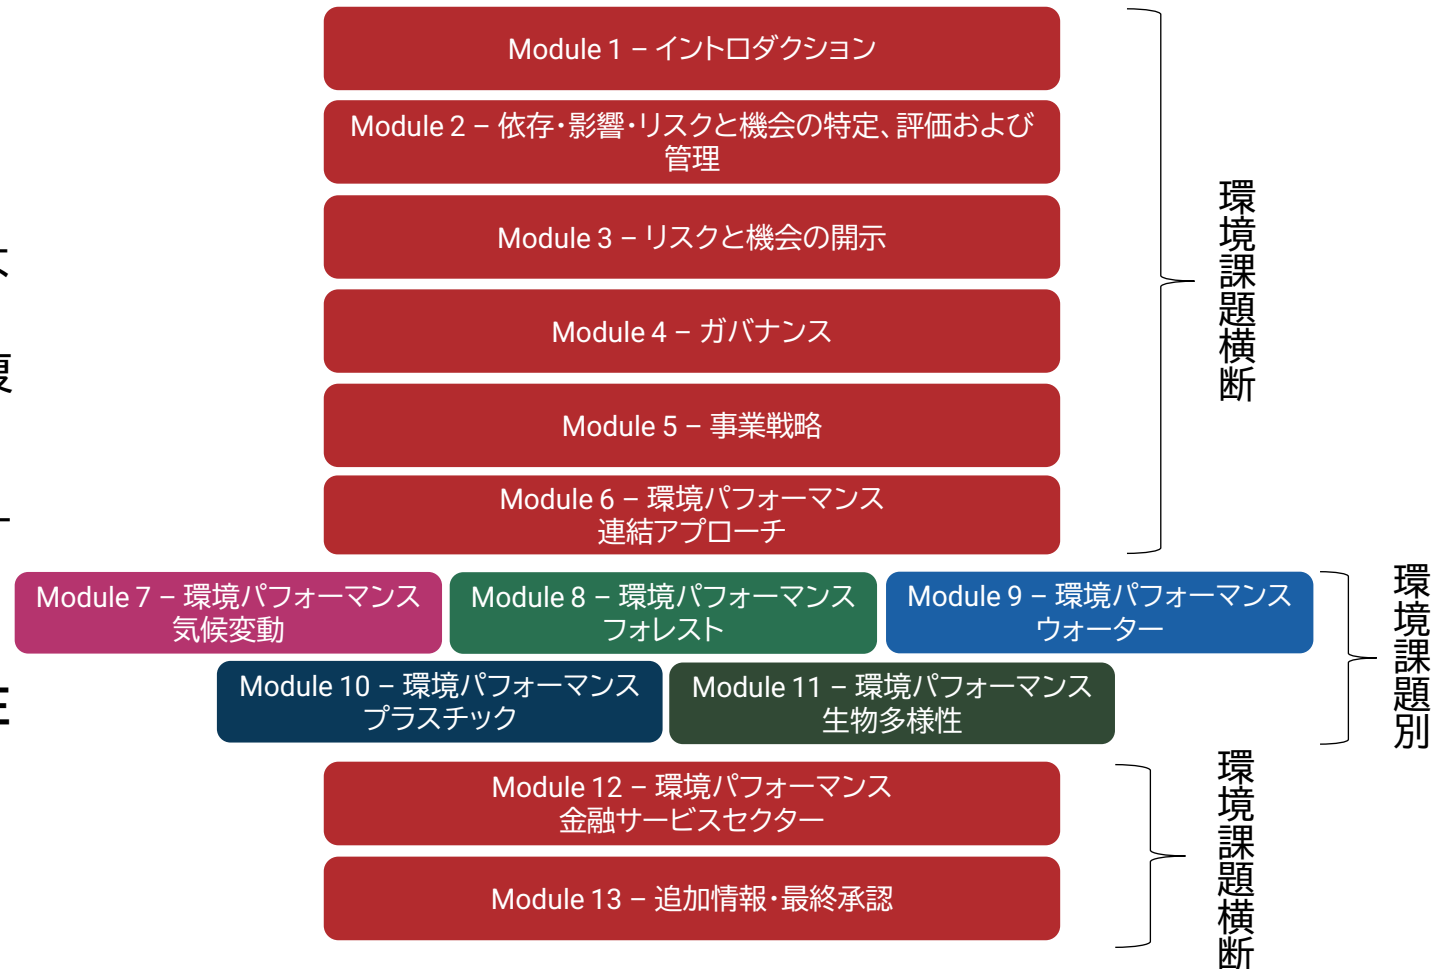 Module 1 – イントロダクション
Module 2 – 依存・影響・リスクと機会の特定、評価および
管理
Module 3 – リスクと機会の開示
Module 4 – ガバナンス
Module 5 – 事業戦略
Module 6 – 環境パフォーマンス
連結アプローチ
環境課題横断
Module 7 – 環境パフォーマンス
気候変動
Module 8 – 環境パフォーマンス
フォレスト
Module 9 – 環境パフォーマンス
ウォーター
Module 10 – 環境パフォーマンス
プラスチック
Module 11 – 環境パフォーマンス
生物多様性
環境課題別
Module 12 – 環境パフォーマンス
金融サービスセクター
Module 13 – 追加情報・最終承認
環境課題横断